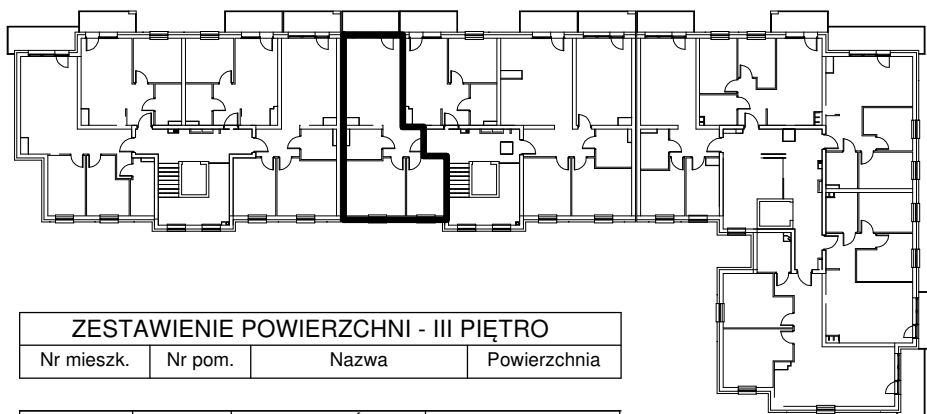 ZESTAWIENIE POWIERZCHNI - III PIĘTRO
Nr mieszk. Nr pom. Nazwa Powierzchnia